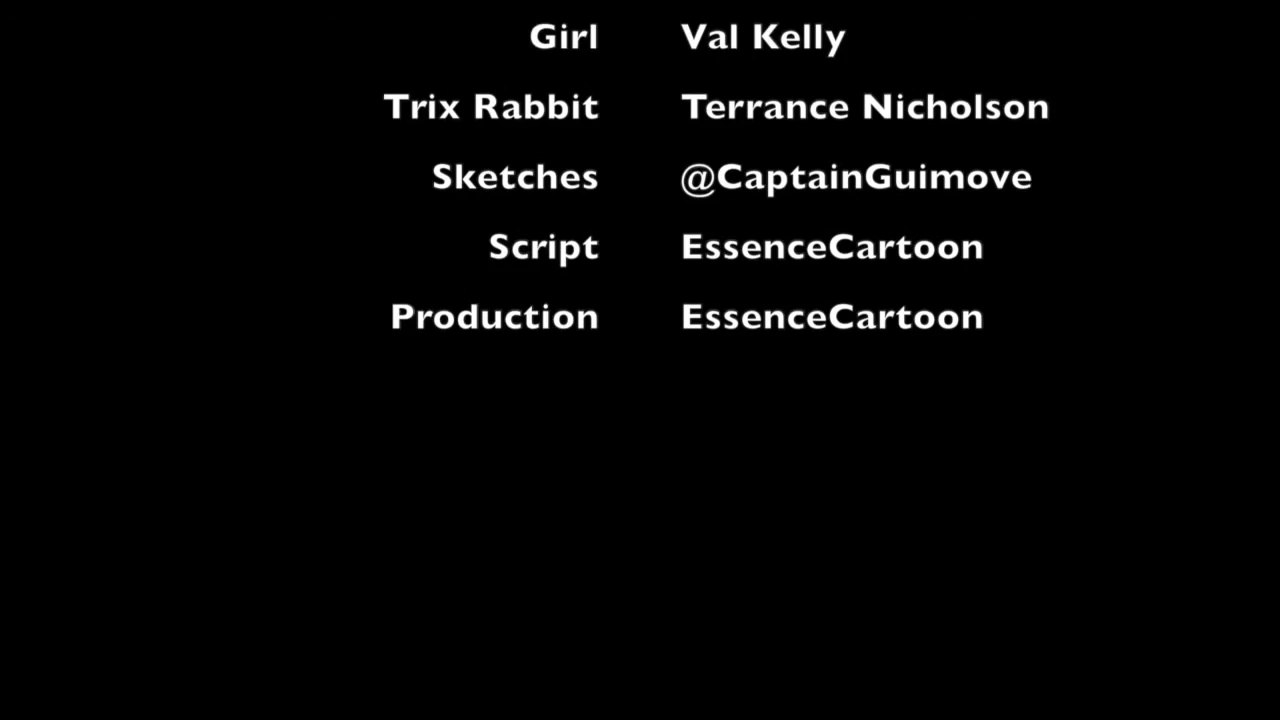 Girl Val Kelly
Trix Rabbit Terrance Nicholson
Sketches @CaptainGuimove
Script EssenceCartoon
Production EssenceCartoon